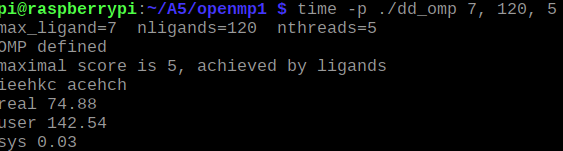 pi@raspberrypi:~/A5/openmp1 $ time -p ./dd_omp 7, 120, 5
max_ligand=7  nligands=120  nthreads=5
OMP defined
maximal score is 5, achieved by ligands
ieehkc acehch
real 74.88
user 142.54
sys 0.03